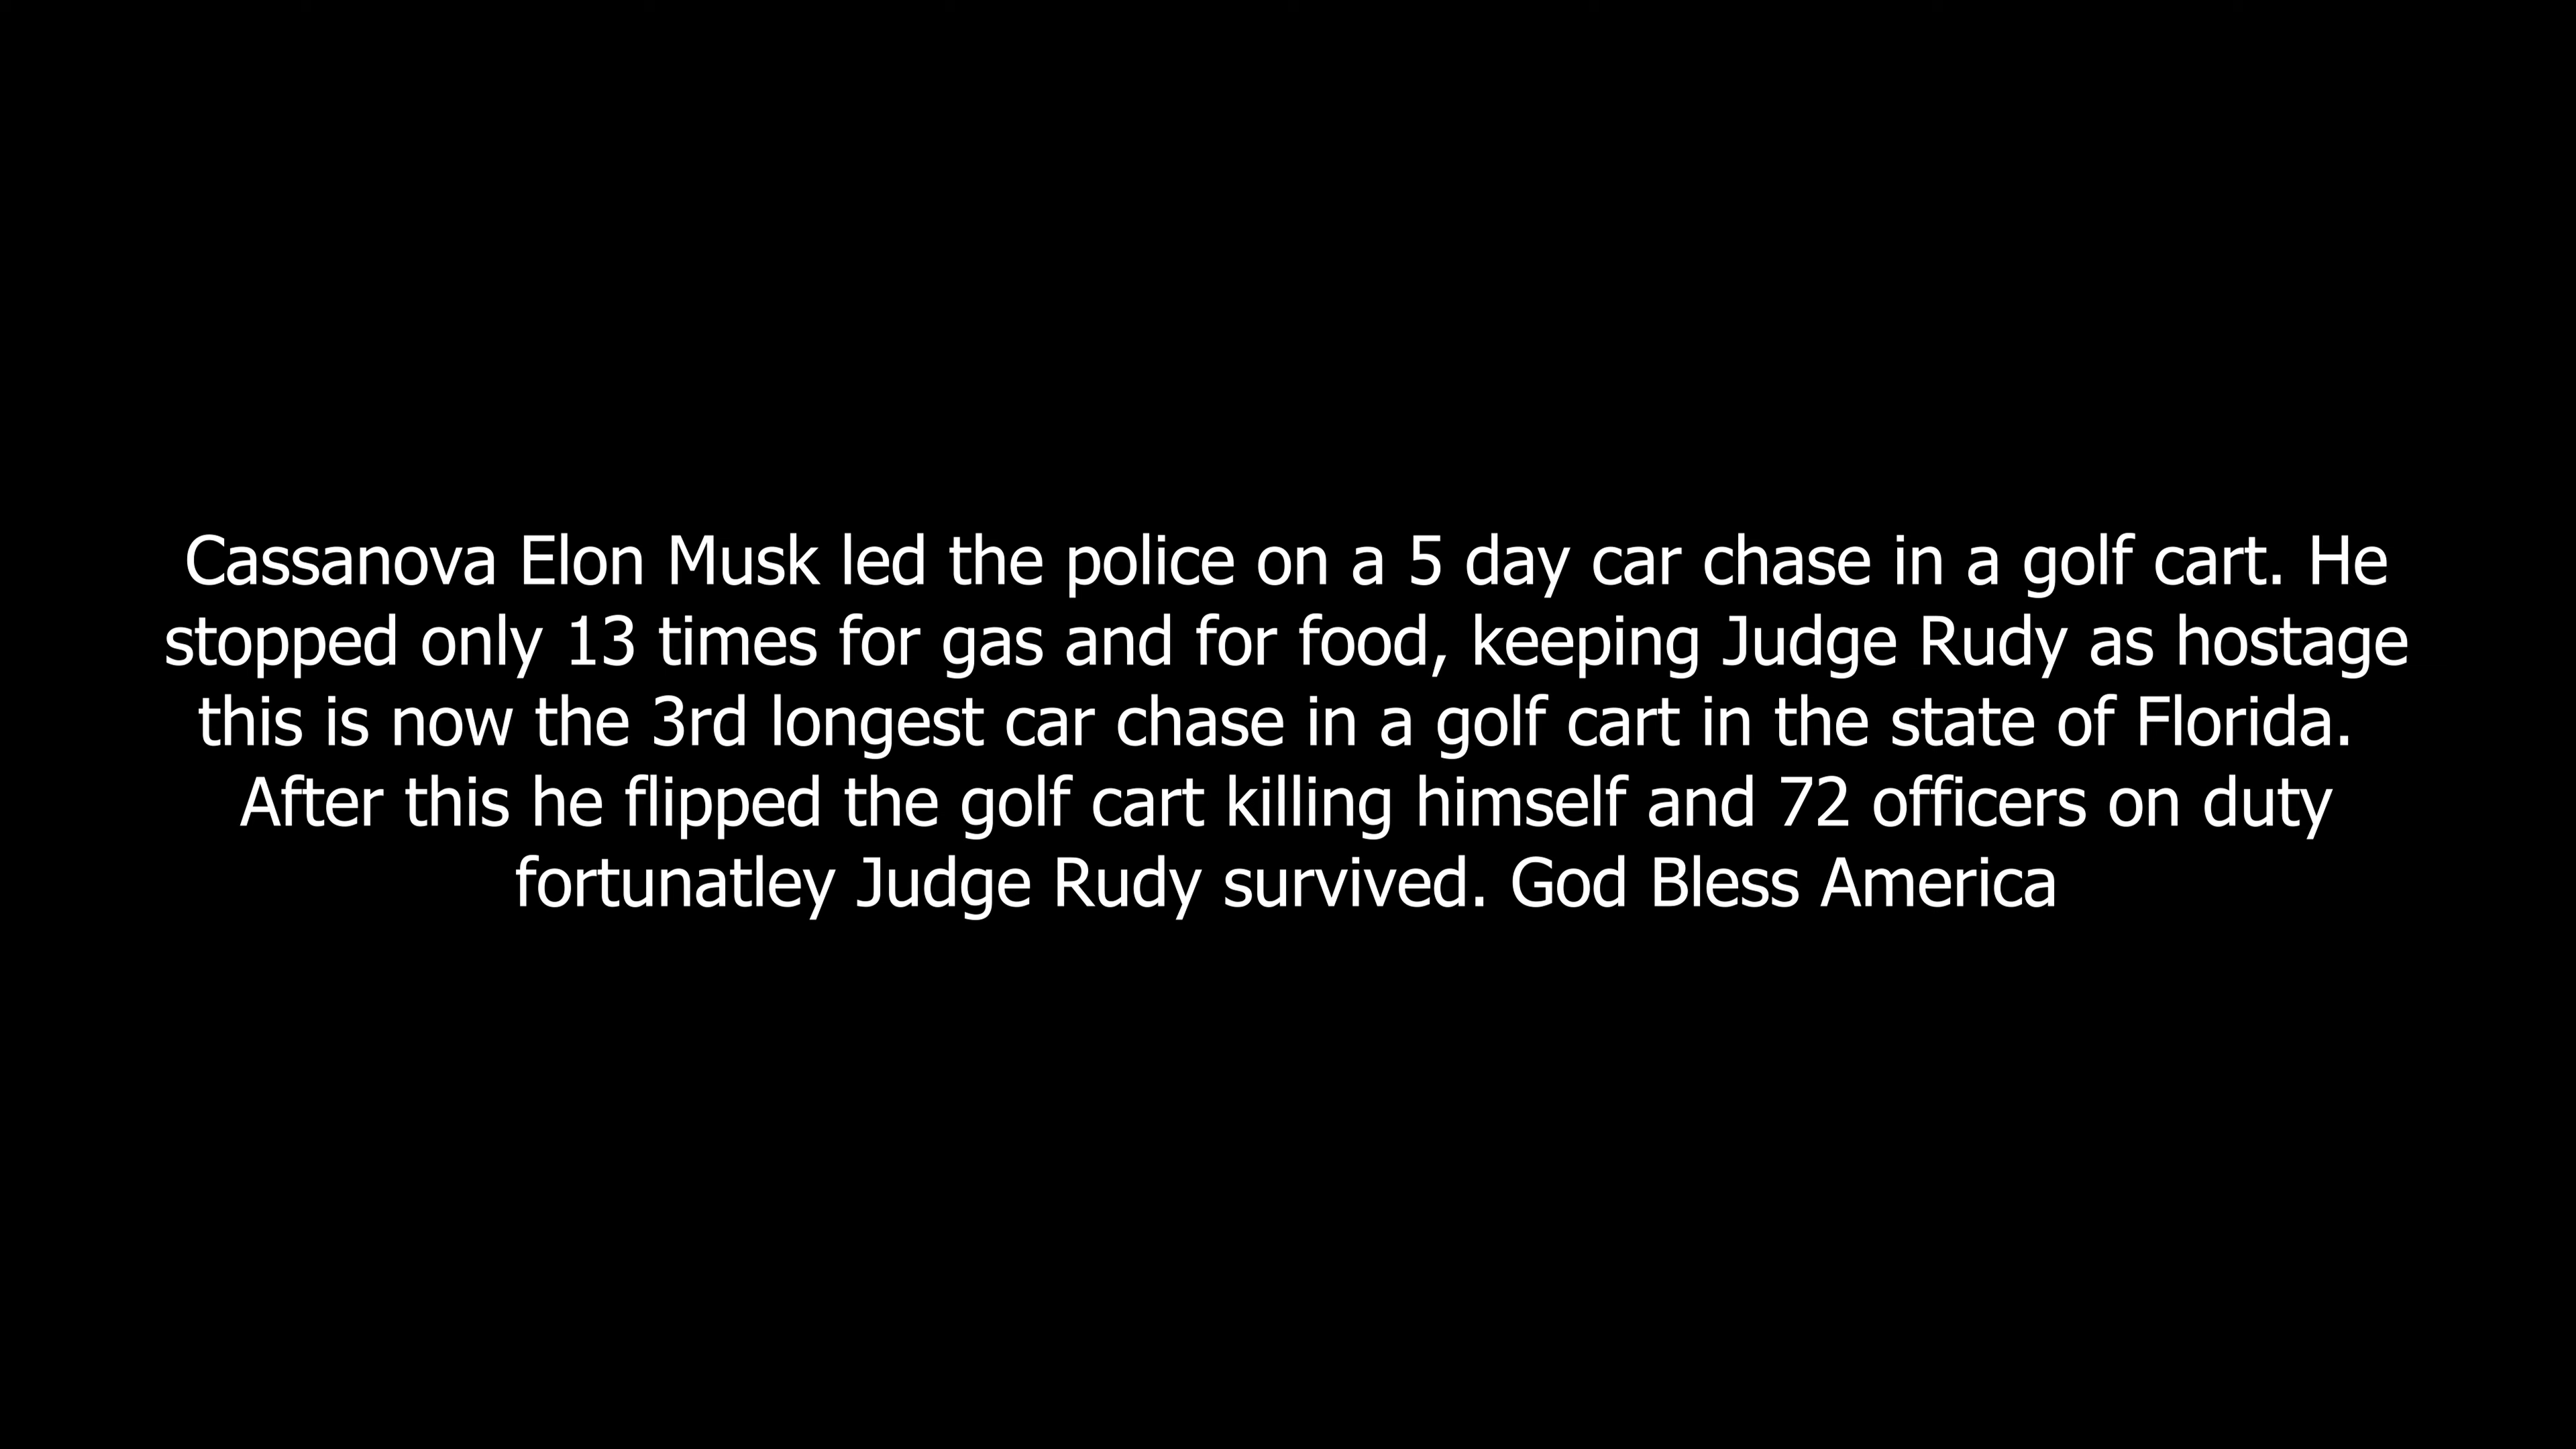 Cassanova Elon Musk led the police on a 5 day car chase in a golf cart. He
stopped only 13 times for gas and for food, keeping Judge Rudy as hostage
this is now the 3rd longest car chase in a golf cart in the state of Florida.
After this he flipped the golf cart killing himself and 72 officers on duty
fortunatley Judge Rudy survived. God Bless America